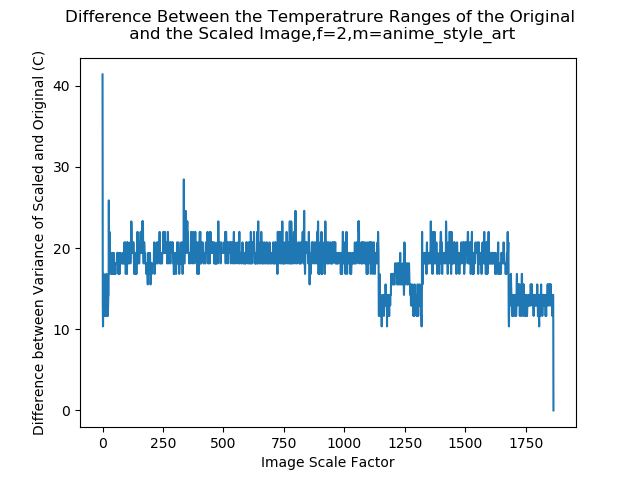 Difference Between the Temperatrure Ranges of the Original
and the Scaled Image,f=2,m=anime_style_art
Difference between Variance of Scaled and Original (C)
40
30
20
10
0
0 250 500 750 1000 1250 1500 1750
Image Scale Factor